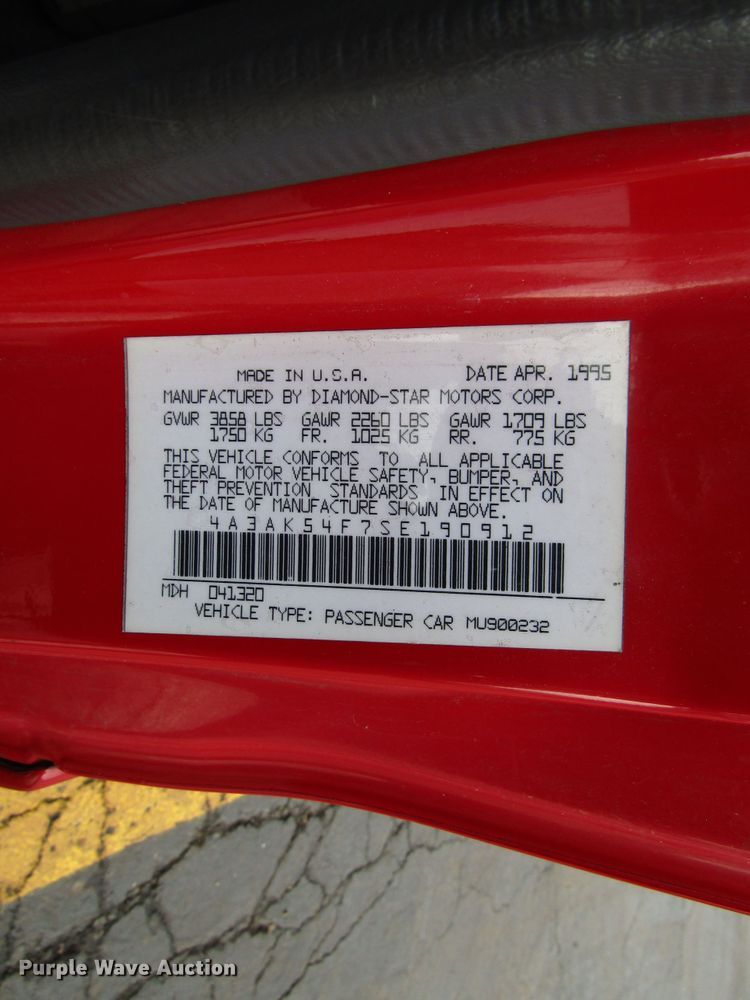 MADE IN U.S.A. DATE APR. 1995
MANUFACTURED BY DIAMOND-STAR MOTORS CORP.
GVWR 3858 LBS GAWR 2260 LBS GAWR 1709 LBS
1750 KG FR. 1025 KG RR. 775 KG
THIS VEHICLE CONFORMS TO ALL APPLICABLE
FEDERAL MOTOR VEHICLE SAFETY, BUMPER, AND
THEFT PREVENTION STANDARDS IN EFFECT ON
THE DATE OF MANUFACTURE SHOWN ABOVE.
4A3AK54F7SE190912
MDH 041320
VEHICLE TYPE: PASSENGER CAR MU900232
Purple Wave Auction